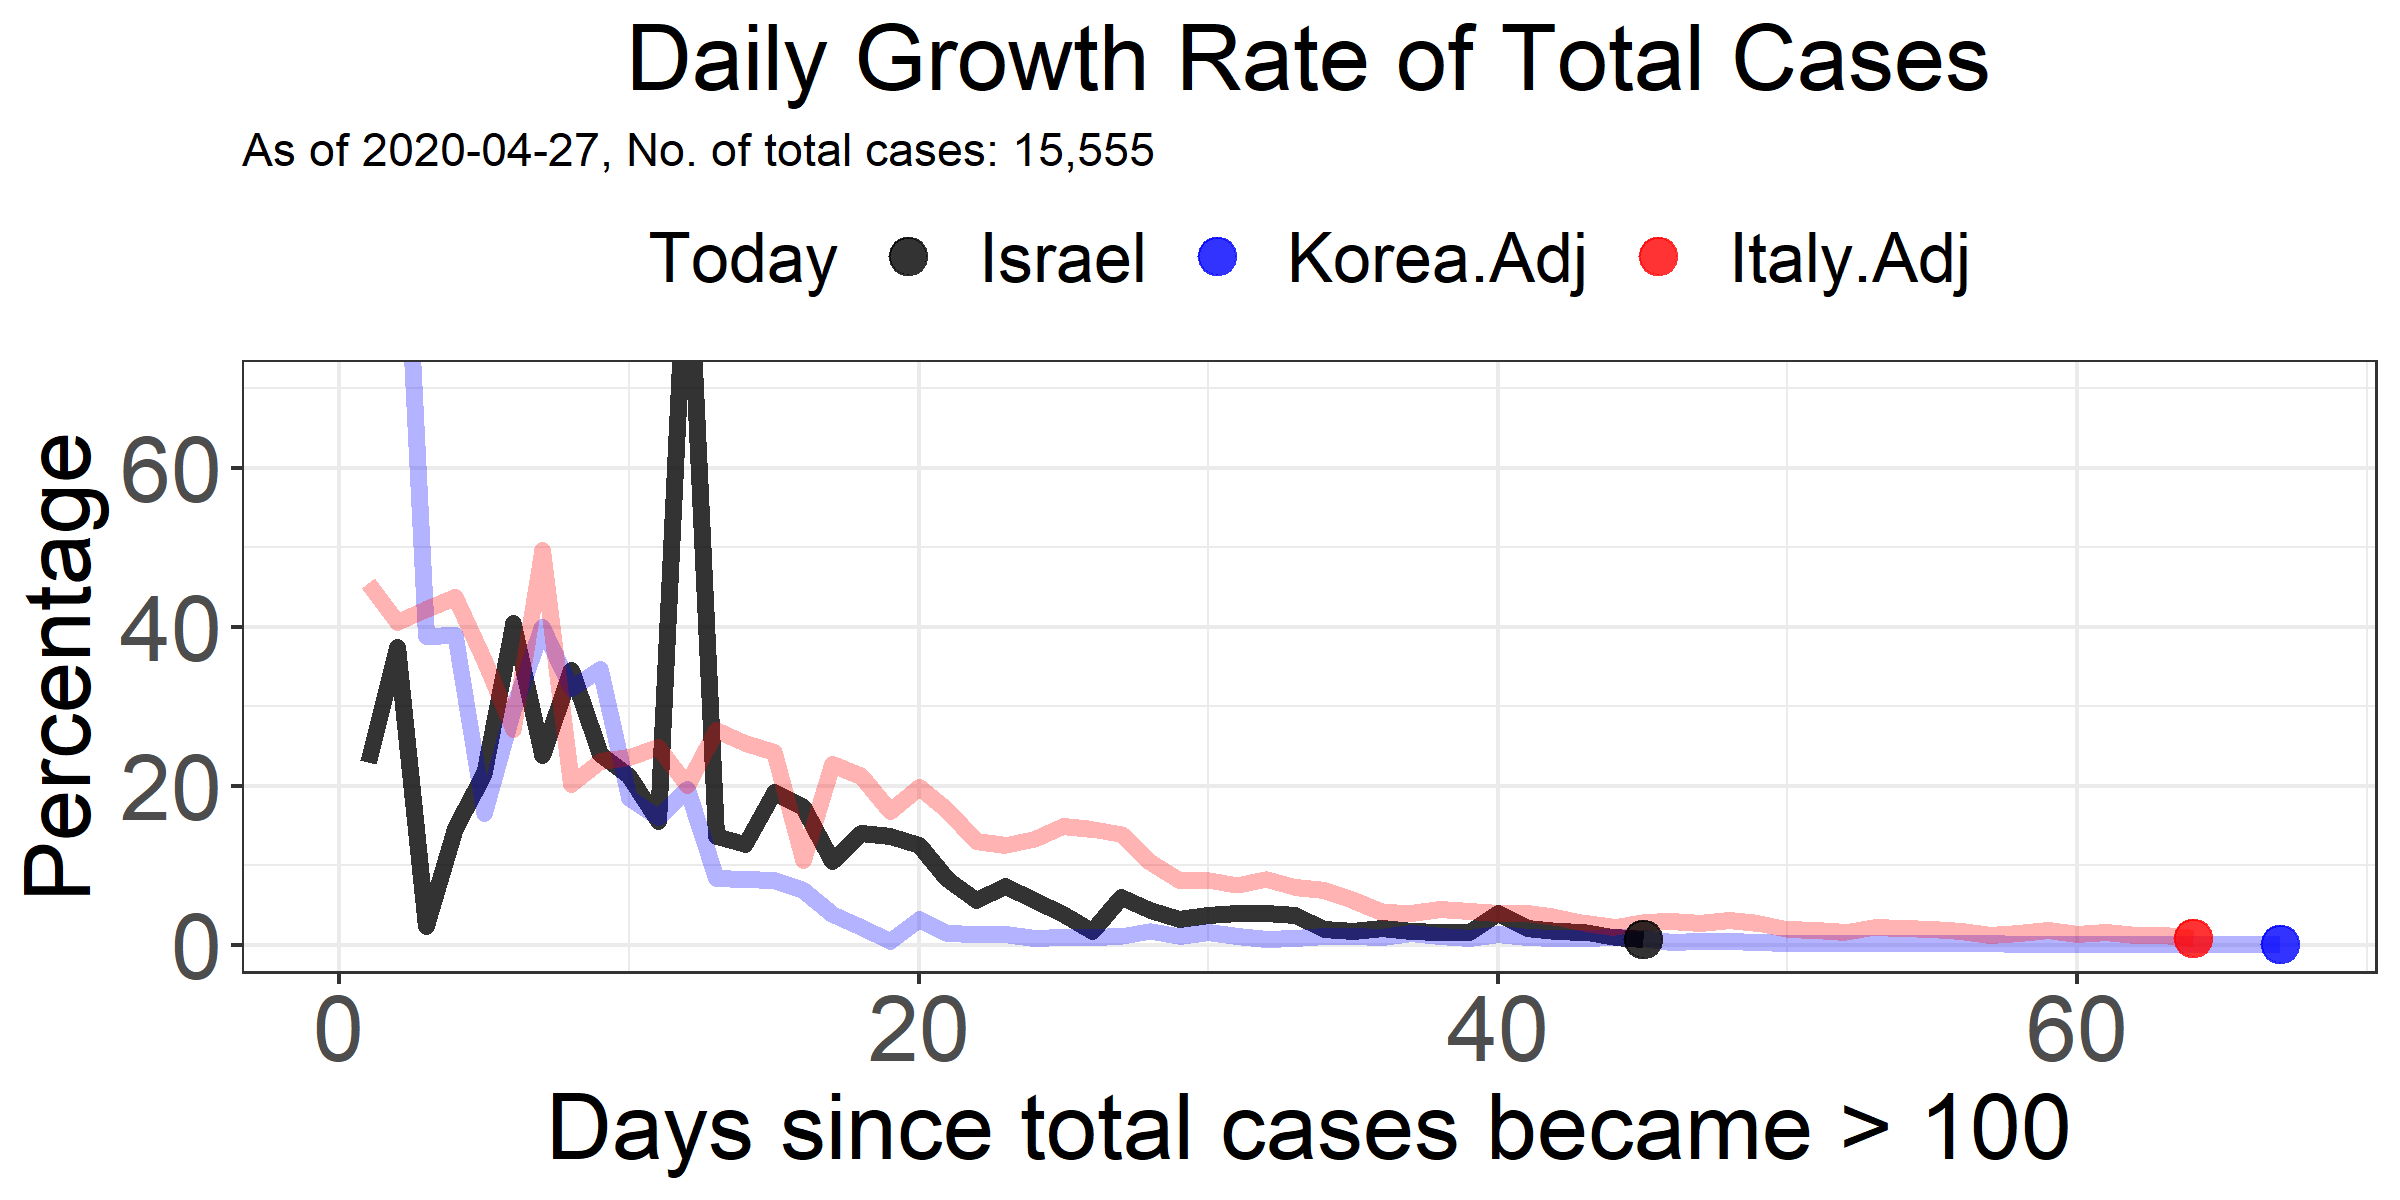 Daily Growth Rate of Total Cases
As of 2020-04-27, No. of total cases: 15,555
Today Israel Korea.Adj Italy.Adj
Percentage
60
40
20
0
0 20 40 60
Days since total cases became > 100